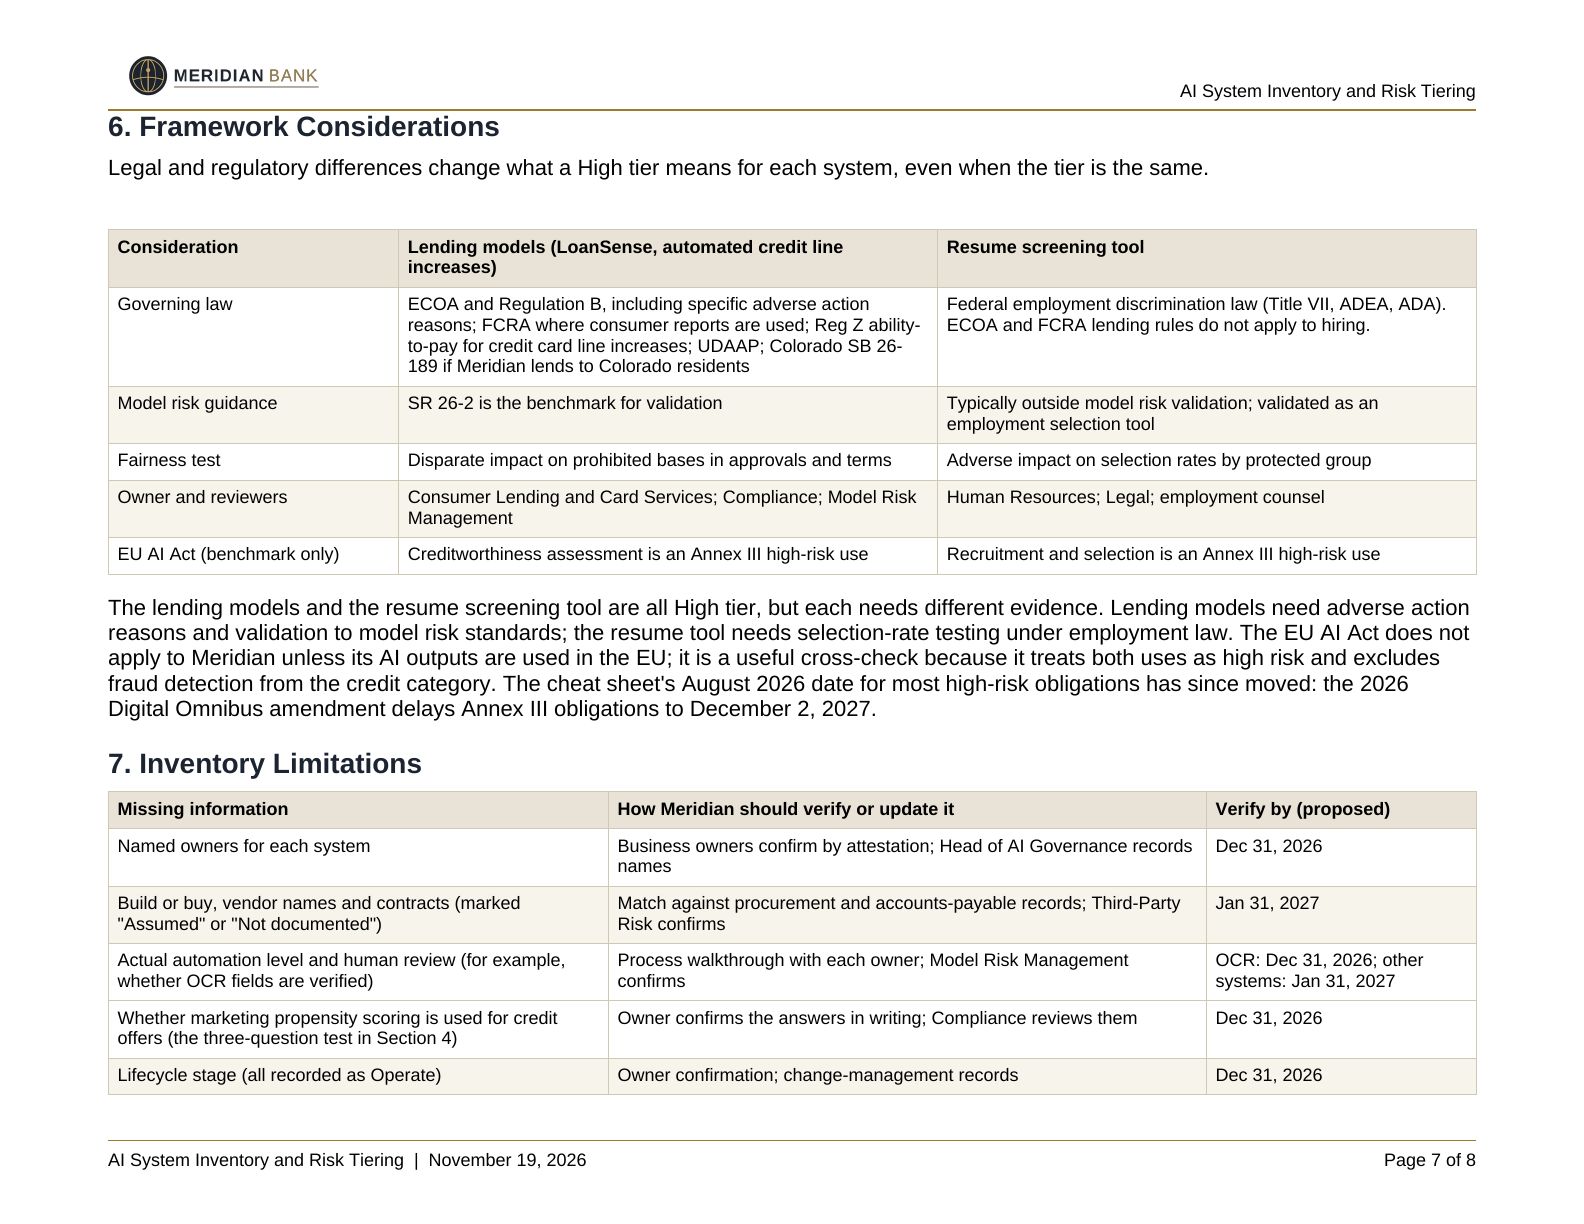 MERIDIAN BANK
AI System Inventory and Risk Tiering
6. Framework Considerations
Legal and regulatory differences change what a High tier means for each system, even when the tier is the same.
Consideration
Lending models (LoanSense, automated credit line
increases)
Resume screening tool
Governing law
ECOA and Regulation B, including specific adverse action
reasons; FCRA where consumer reports are used; Reg Z ability-
to-pay for credit card line increases; UDAAP; Colorado SB 26-
189 if Meridian lends to Colorado residents
Federal employment discrimination law (Title VII, ADEA, ADA).
ECOA and FCRA lending rules do not apply to hiring.
Model risk guidance
SR 26-2 is the benchmark for validation
Typically outside model risk validation; validated as an
employment selection tool
Fairness test
Disparate impact on prohibited bases in approvals and terms
Adverse impact on selection rates by protected group
Owner and reviewers
Consumer Lending and Card Services; Compliance; Model Risk
Management
Human Resources; Legal; employment counsel
EU AI Act (benchmark only)
Creditworthiness assessment is an Annex III high-risk use
Recruitment and selection is an Annex III high-risk use
The lending models and the resume screening tool are all High tier, but each needs different evidence. Lending models need adverse action
reasons and validation to model risk standards; the resume tool needs selection-rate testing under employment law. The EU AI Act does not
apply to Meridian unless its AI outputs are used in the EU; it is a useful cross-check because it treats both uses as high risk and excludes
fraud detection from the credit category. The cheat sheet's August 2026 date for most high-risk obligations has since moved: the 2026
Digital Omnibus amendment delays Annex III obligations to December 2, 2027.
7. Inventory Limitations
Missing information
How Meridian should verify or update it
Verify by (proposed)
Named owners for each system
Business owners confirm by attestation; Head of AI Governance records
names
Dec 31, 2026
Build or buy, vendor names and contracts (marked
"Assumed" or "Not documented")
Match against procurement and accounts-payable records; Third-Party
Risk confirms
Jan 31, 2027
Actual automation level and human review (for example,
whether OCR fields are verified)
Process walkthrough with each owner; Model Risk Management
confirms
OCR: Dec 31, 2026; other
systems: Jan 31, 2027
Whether marketing propensity scoring is used for credit
offers (the three-question test in Section 4)
Owner confirms the answers in writing; Compliance reviews them
Dec 31, 2026
Lifecycle stage (all recorded as Operate)
Owner confirmation; change-management records
Dec 31, 2026
AI System Inventory and Risk Tiering | November 19, 2026
Page 7 of 8